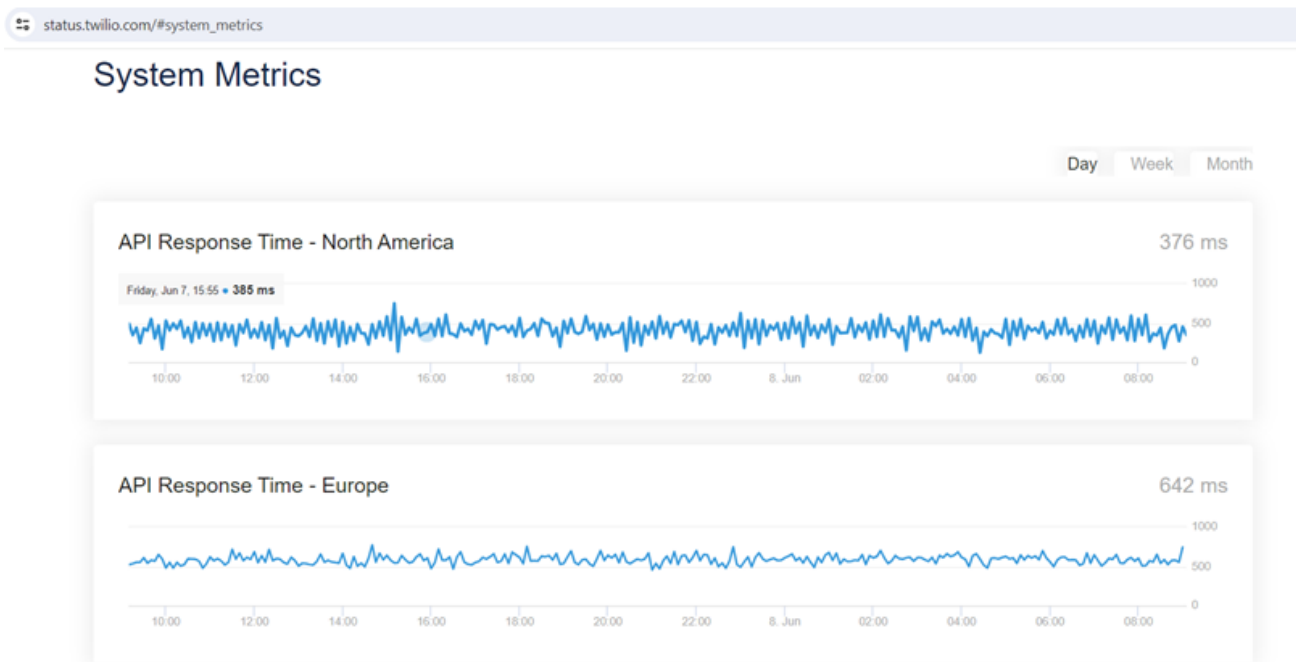 status.twilio.com/#system_metrics
System Metrics
Day Week Month
API Response Time - North America 376 ms
Friday, Jun 7, 15:55 • 385 ms
1000
500
0
10:00 12:00 14:00 16:00 18:00 20:00 22:00 8. Jun 02:00 04:00 06:00 08:00
API Response Time - Europe 642 ms
1000
500
0
10:00 12:00 14:00 16:00 18:00 20:00 22:00 8. Jun 02:00 04:00 06:00 08:00